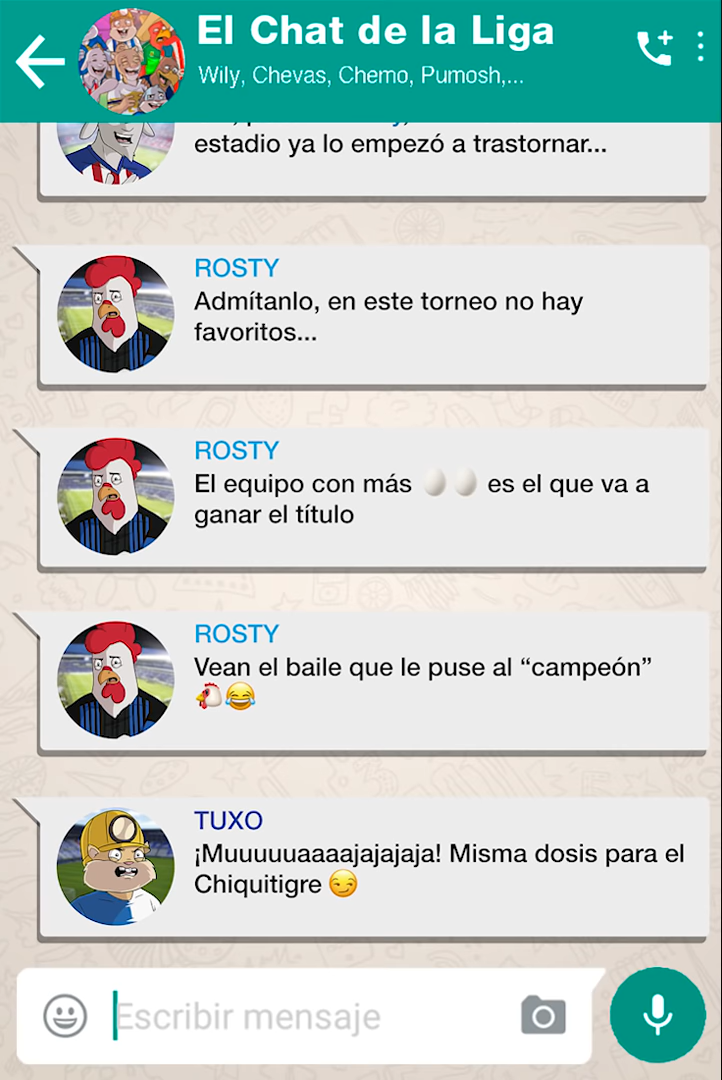 El Chat de la Liga
Wily, Chevas, Chemo, Pumosh,...
estadio ya lo empezó a trastornar...
ROSTY
Admítanlo, en este torneo no hay
favoritos...
ROSTY
El equipo con más 🥚🥚 es el que va a
ganar el título
ROSTY
Vean el baile que le puse al “campeón”
🐔😂
TUXO
¡Muuuuuaaaajajajaja! Misma dosis para el
Chiquitigre 😏
Escribir mensaje